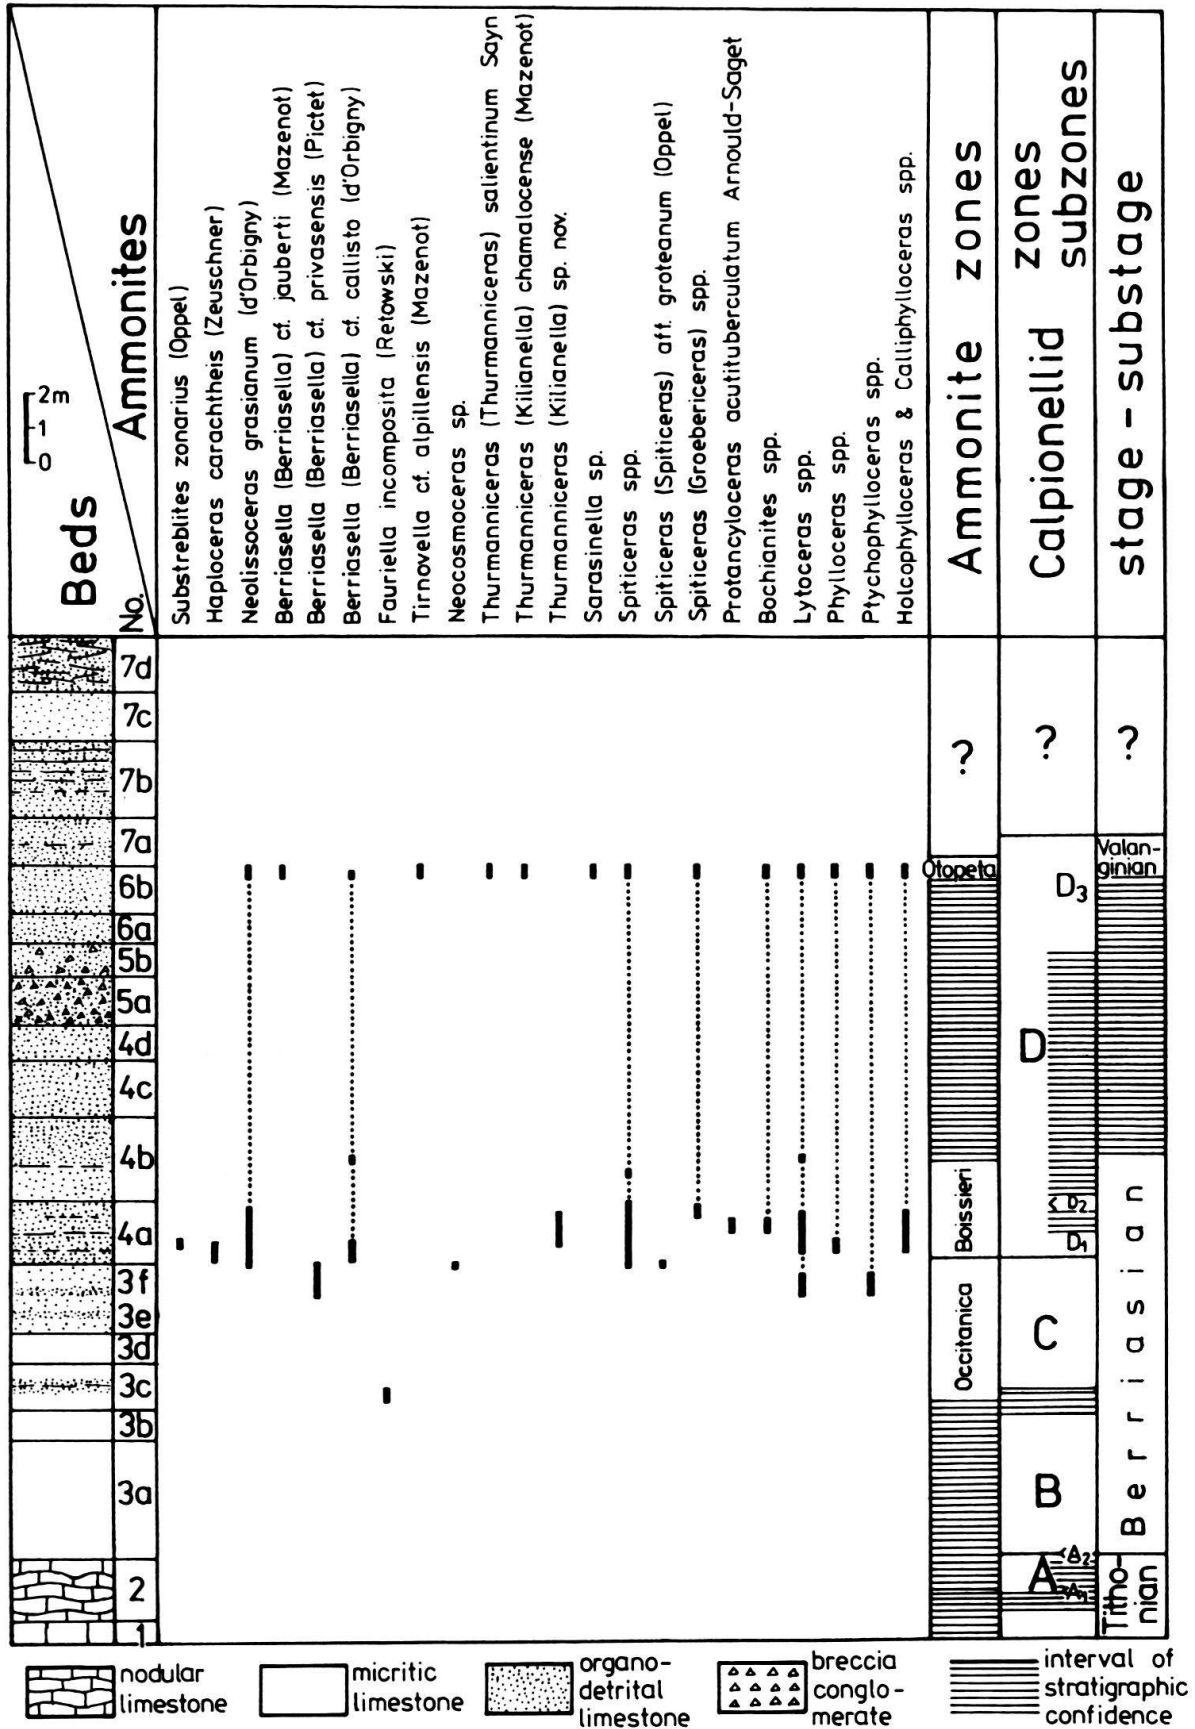 2m
1
0
Beds
No.
Ammonites
Substreblites zonarius (Oppel)
Haploceras carachtheis (Zeuschner)
Neolissoceras grasianum (d'Orbigny)
Berriasella (Berriasella) cf. jauberti (Mazenot)
Berriasella (Berriasella) cf. privasensis (Pictet)
Berriasella (Berriasella) cf. callisto (d'Orbigny)
Fauriella incomposita (Retowski)
Tirnovella cf. alpillensis (Mazenot)
Neocosmoceras sp.
Thurmanniceras (Thurmanniceras) salientinum Sayn
Thurmanniceras (Kilianella) chamalocense (Mazenot)
Thurmanniceras (Kilianella) sp. nov.
Sarasinella sp.
Spiticeras spp.
Spiticeras (Spiticeras) aff. groteanum (Oppel)
Spiticeras (Groebericeras) spp.
Protancyloceras acutituberculatum Arnould-Saget
Bochianites spp.
Lytoceras spp.
Phylloceras spp.
Ptychophylloceras spp.
Holcophylloceras & Calliphylloceras spp.
Ammonite zones
Calpionellid zones
subzones
stage - substage
7d
7c
7b
7a
6b
6a
5b
5a
4d
4c
4b
4a
3f
3e
3d
3c
3b
3a
2
1
?
Otopeta
Boissieri
Occitanica
?
D3
D
D2
D1
C
B
A2
A
A1
?
Valan-
ginian
Berriasian
Titho-
nian
nodular
limestone
micritic
limestone
organo-
detrital
limestone
breccia
conglo-
merate
interval of
stratigraphic
confidence